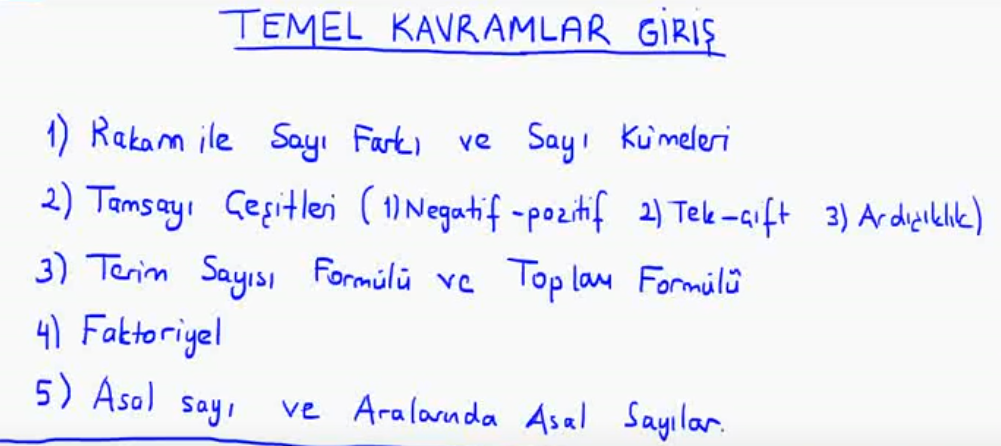 TEMEL KAVRAMLAR GİRİŞ
1) Rakam ile Sayı Farkı ve Sayı Kümeleri
2) Tamsayı Çeşitleri (1) Negatif - pozitif 2) Tek - çift 3) Ardışıklık)
3) Terim Sayısı Formülü ve Toplam Formülü
4) Faktoriyel
5) Asal sayı ve Aralarında Asal Sayılar.